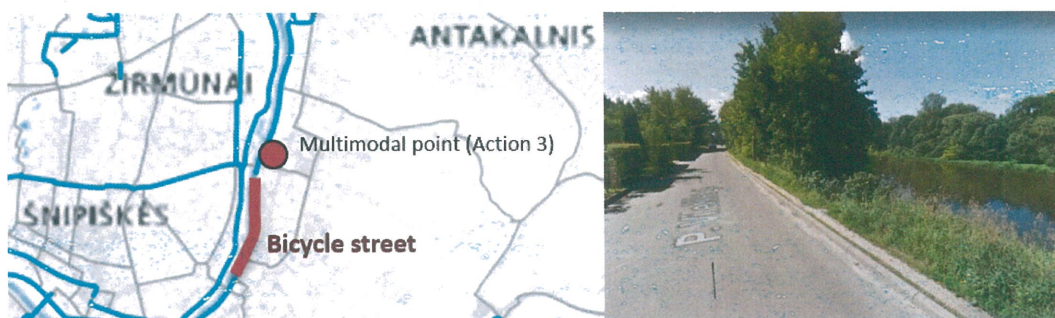 ANTAKALNIS
ŽIRMŪNAI
Multimodal point (Action 3)
ŠNIPIŠKĖS
Bicycle street